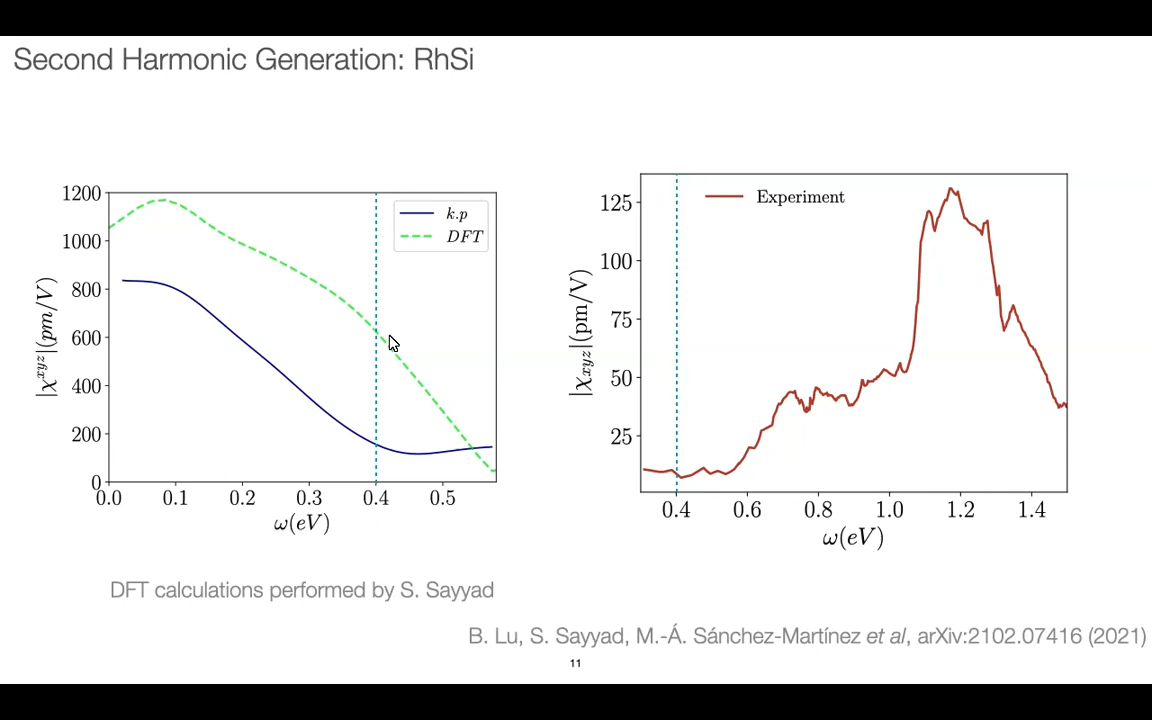 Second Harmonic Generation: RhSi
1200
1000
800
600
400
200
0
|χ^{xyz}|(pm/V)
0.0 0.1 0.2 0.3 0.4 0.5
ω(eV)
k.p
DFT
125
100
75
50
25
|χ_{xyz}|(pm/V)
Experiment
0.4 0.6 0.8 1.0 1.2 1.4
ω(eV)
DFT calculations performed by S. Sayyad
B. Lu, S. Sayyad, M.-Á. Sánchez-Martínez et al, arXiv:2102.07416 (2021)
11